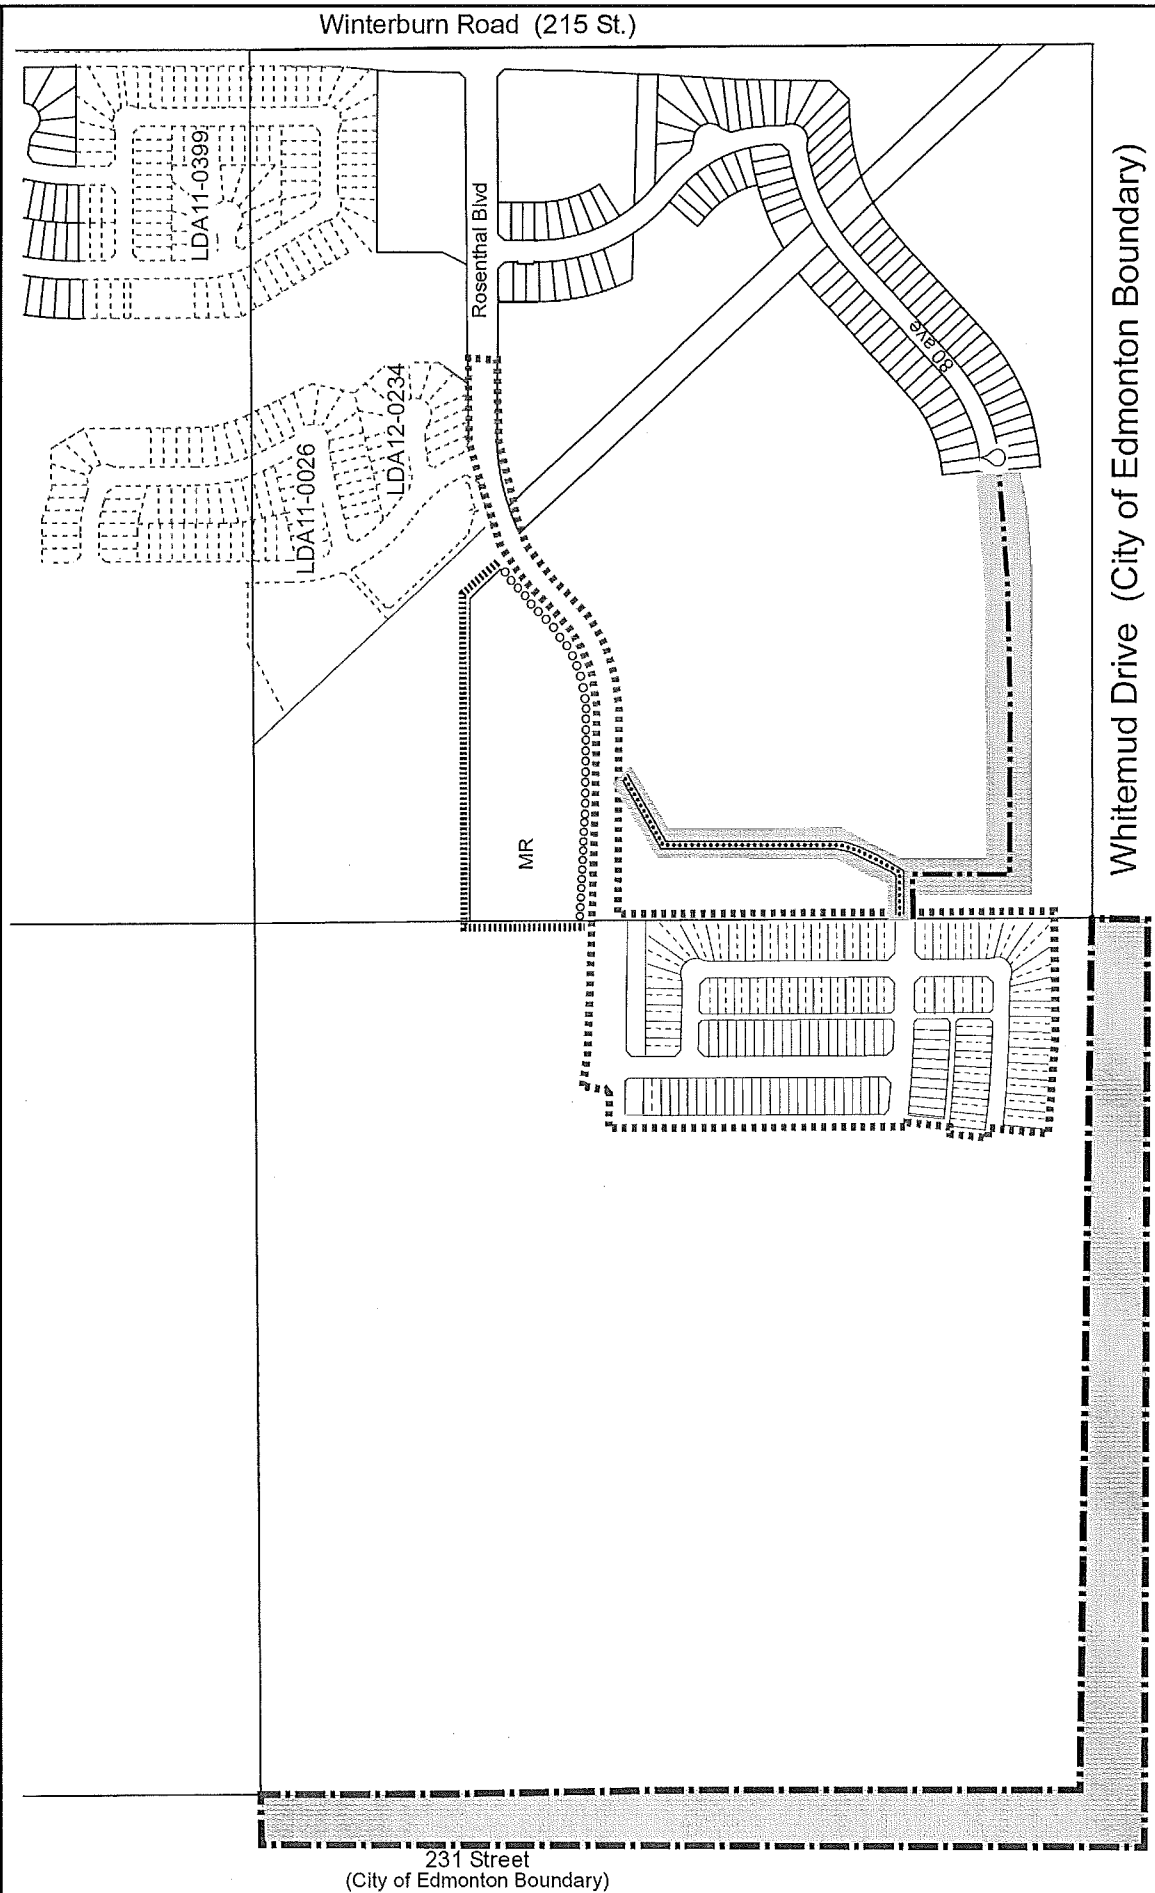 Winterburn Road (215 St.)
LDA11-0399
Rosenthal Blvd
Whitemud Drive (City of Edmonton Boundary)
80 ave
LDA12-0234
LDA11-0026
MR
231 Street
(City of Edmonton Boundary)